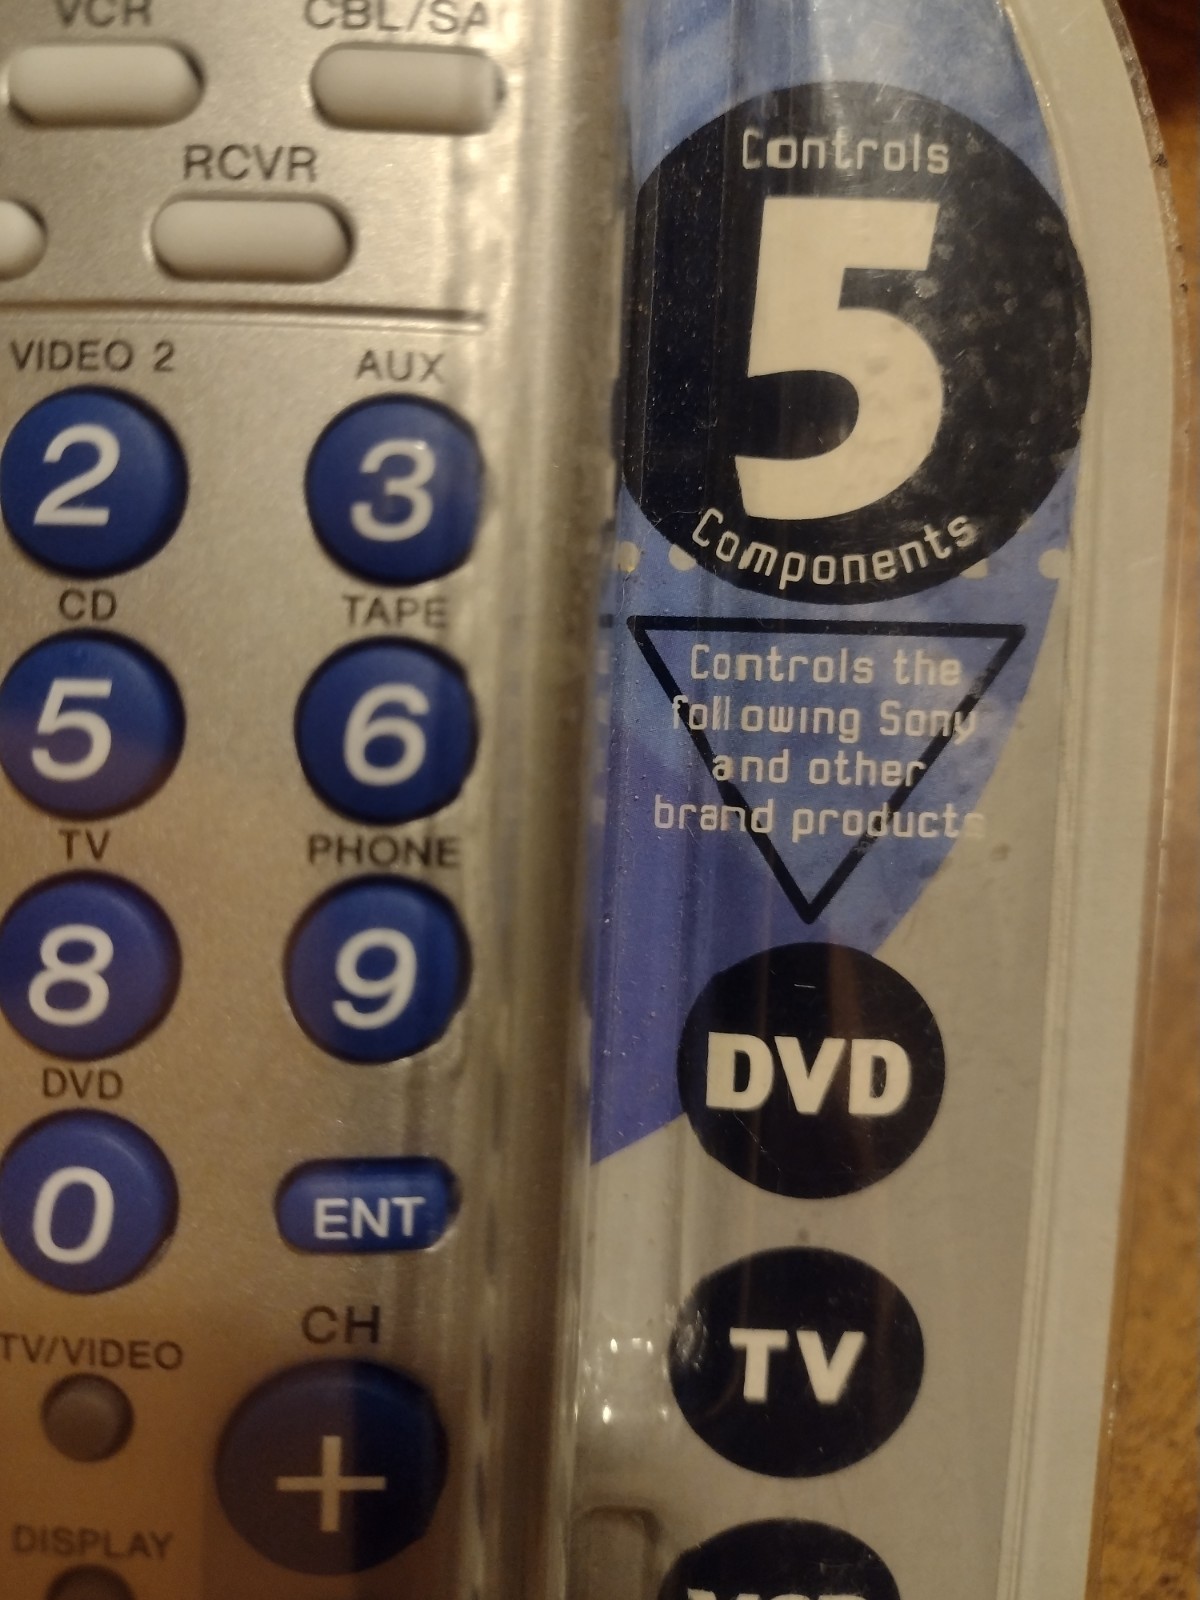 VCR
CBL/SA
RCVR
VIDEO 2
AUX
2
3
CD
TAPE
5
6
TV
PHONE
8
9
DVD
0
ENT
CH
TV/VIDEO
+
DISPLAY
Controls
5
Components
Controls the
following Sony
and other
brand products
DVD
TV
VCR